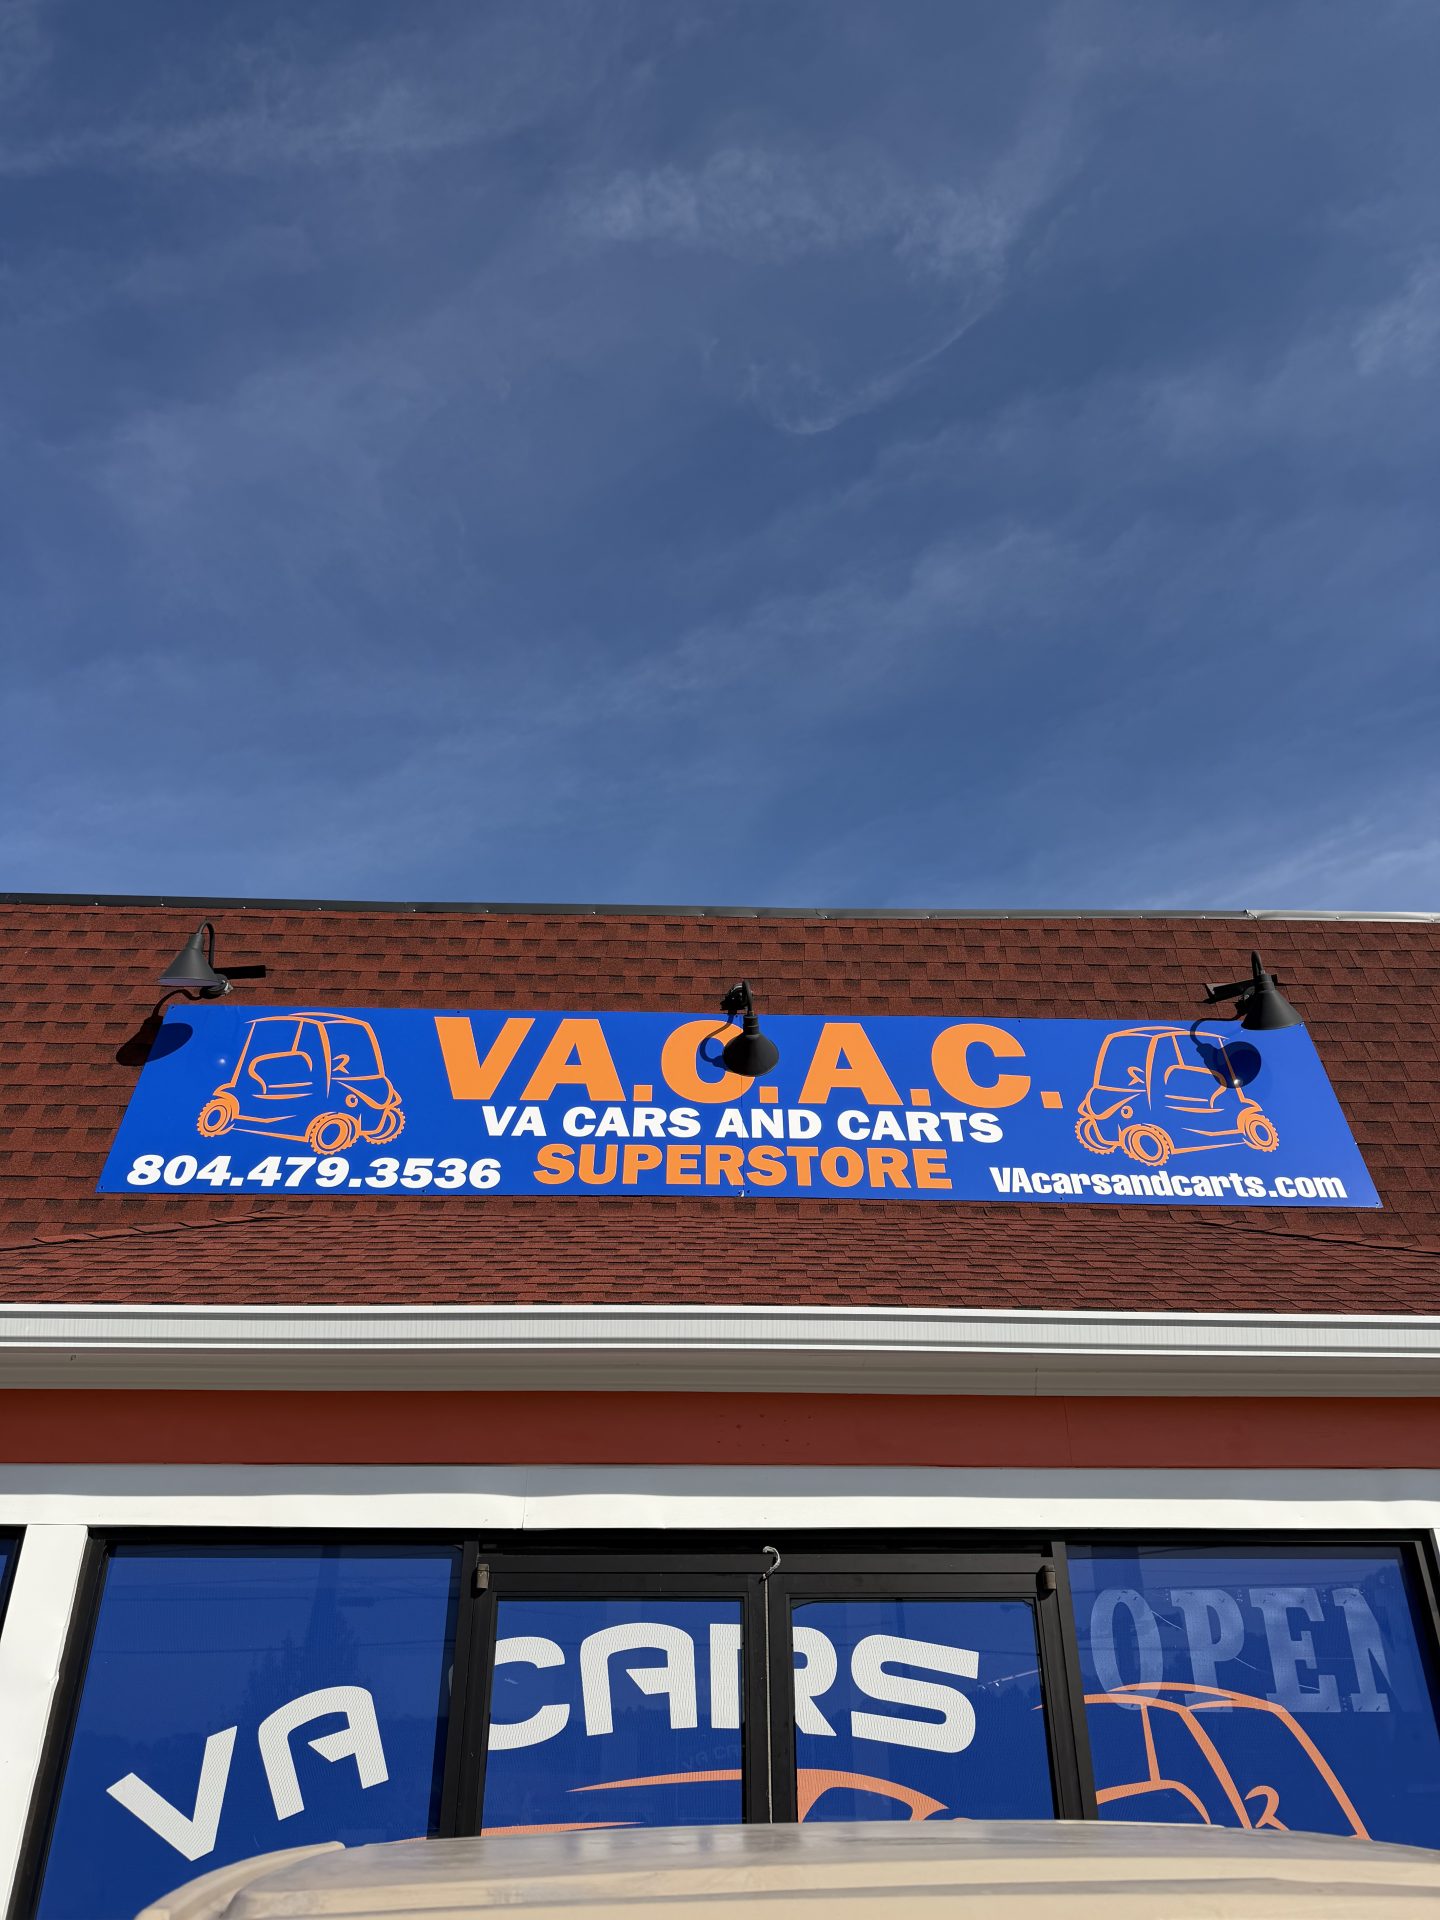 VA.C.A.C.
VA CARS AND CARTS
SUPERSTORE
804.479.3536
VAcarsandcarts.com
VA CARS
OPEN